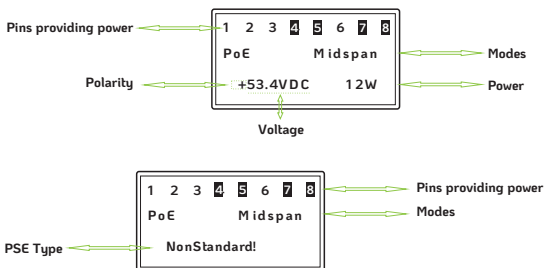 Pins providing power
1 2 3 4 5 6 7 8
PoE Midspan
Modes
Polarity
+53.4VDC 12W
Power
Voltage
1 2 3 4 5 6 7 8
Pins providing power
PoE Midspan
Modes
PSE Type
NonStandard!